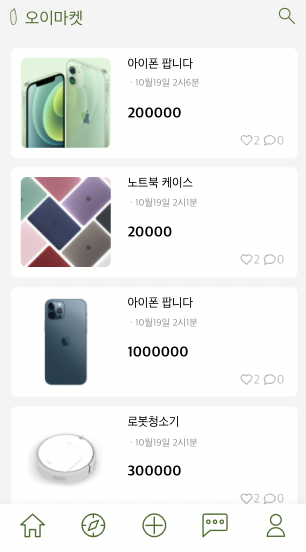 오이마켓
아이폰 팝니다
· 10월19일 2시6분
200000
2 0
노트북 케이스
· 10월19일 2시1분
20000
2 0
아이폰 팝니다
· 10월19일 2시1분
1000000
2 0
로봇청소기
· 10월19일 2시1분
300000
2 0